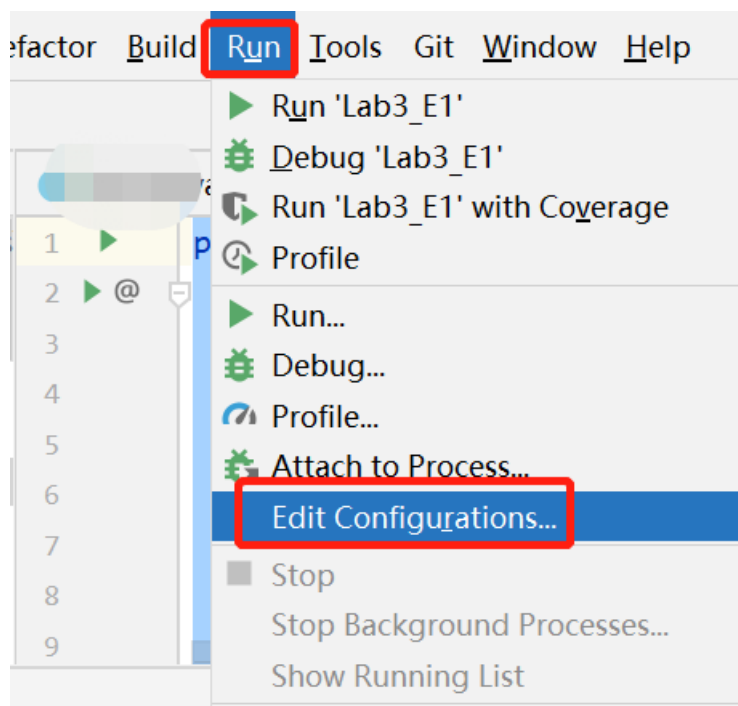 efactor Build Run Tools Git Window Help
Run 'Lab3_E1'
Debug 'Lab3_E1'
Run 'Lab3_E1' with Coverage
1 p
Profile
2 @
Run...
3
Debug...
4
Profile...
5
Attach to Process...
6
Edit Configurations...
7
Stop
8
Stop Background Processes...
9
Show Running List